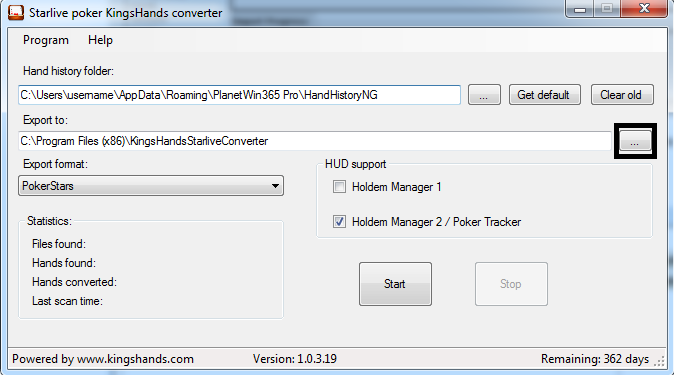 Starlive poker KingsHands converter
Program Help
Hand history folder:
C:\Users\username\AppData\Roaming\PlanetWin365 Pro\HandHistoryNG ... Get default Clear old
Export to:
C:\Program Files (x86)\KingsHandsStarliveConverter ...
Export format: HUD support
PokerStars Holdem Manager 1
Holdem Manager 2 / Poker Tracker
Statistics:
Files found:
Hands found:
Hands converted:
Last scan time:
Start Stop
Powered by www.kingshands.com Version: 1.0.3.19 Remaining: 362 days